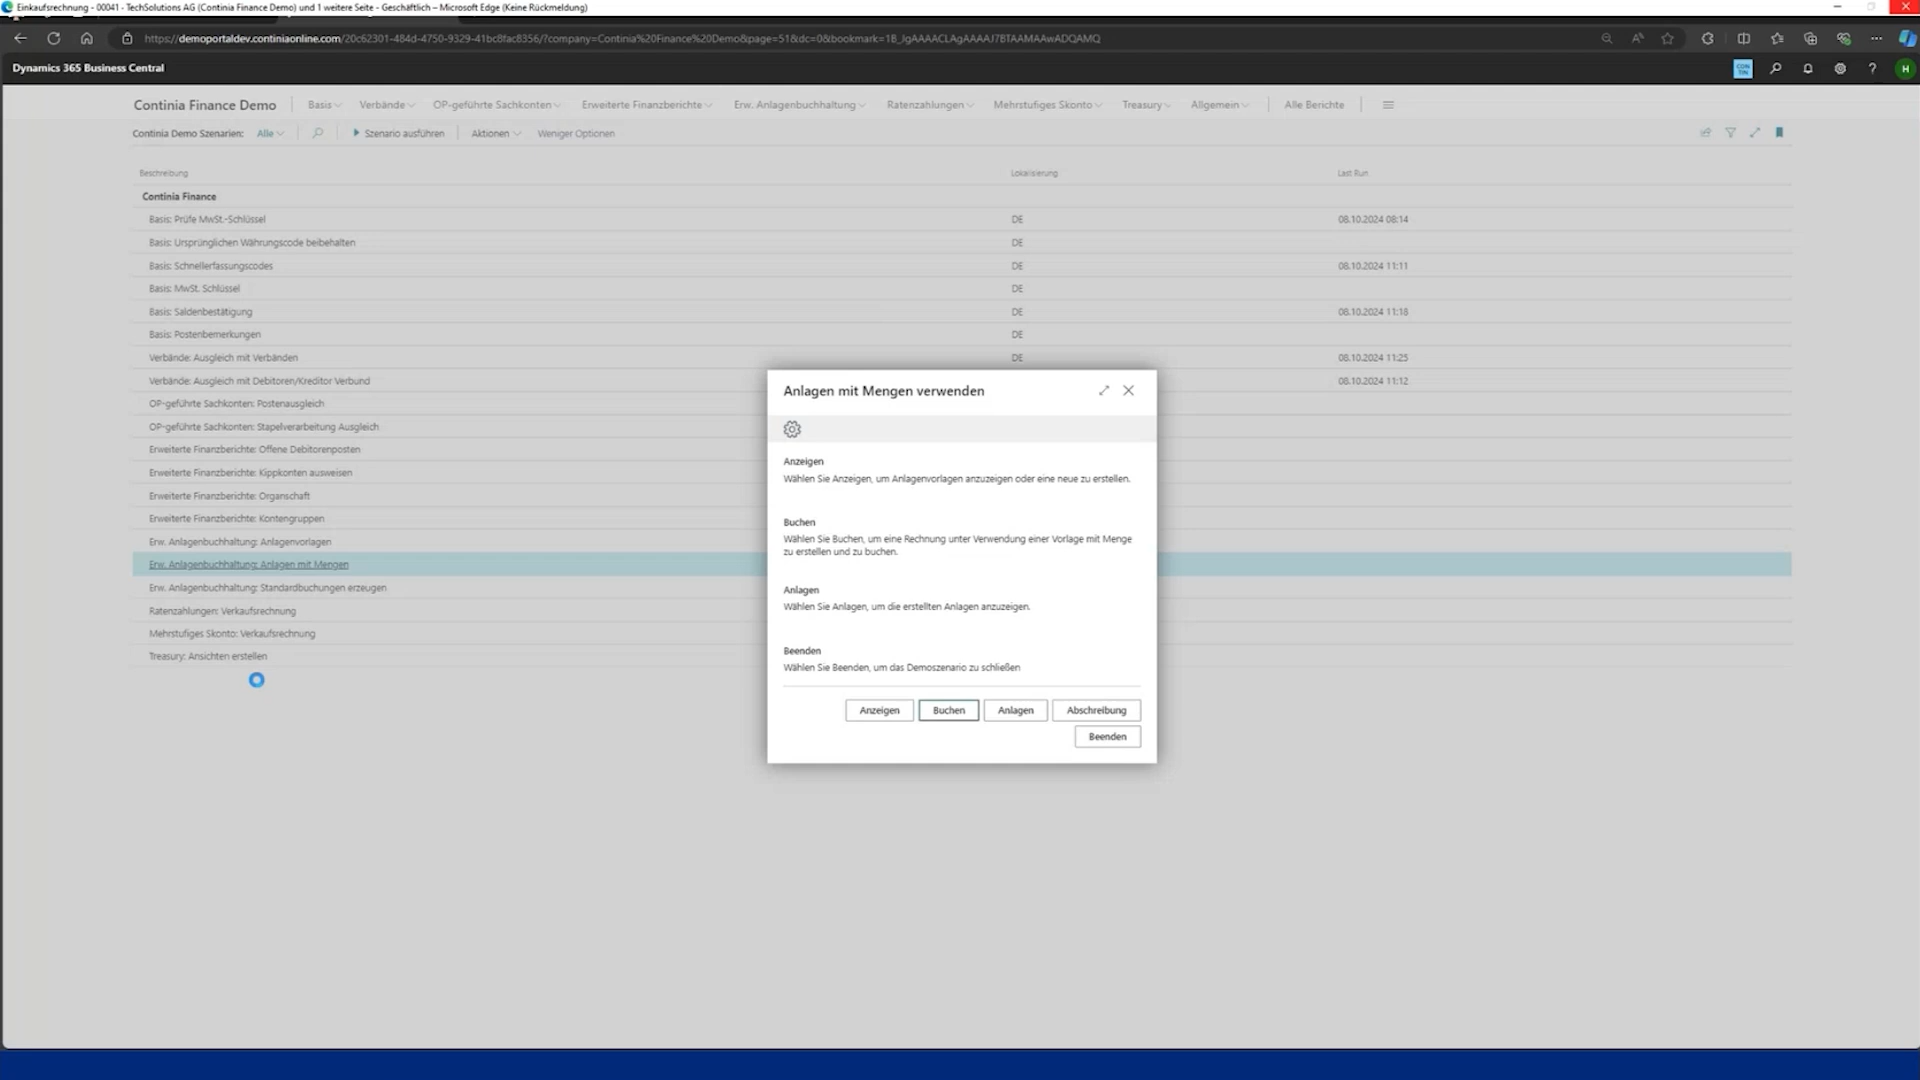 Einkaufsrechnung - 00041 - TechSolutions AG (Continia Finance Demo) und 1 weitere Seite - Geschäftlich – Microsoft Edge (Keine Rückmeldung)
https://demoportaldev.continiaonline.com/20c62301-484d-4750-9329-41bc8fac8356/?company=Continia%20Finance%20Demo&page=51&dc=0&bookmark=1B_JgAAAACLAgAAAAJ7BTAAMAAwADQAMQ
Dynamics 365 Business Central
CON
TIN
?
H
Continia Finance Demo
Basis
Verbände
OP-geführte Sachkonten
Erweiterte Finanzberichte
Erw. Anlagenbuchhaltung
Ratenzahlungen
Mehrstufiges Skonto
Treasury
Allgemein
Alle Berichte
Continia Demo Szenarien:
Alle
Szenario ausführen
Aktionen
Weniger Optionen
Beschreibung
Lokalisierung
Last Run
Continia Finance
Basis: Prüfe MwSt.-Schlüssel DE 08.10.2024 08:14
Basis: Ursprünglichen Währungscode beibehalten DE
Basis: Schnellerfassungscodes DE 08.10.2024 11:11
Basis: MwSt. Schlüssel DE
Basis: Saldenbestätigung DE 08.10.2024 11:18
Basis: Postenbemerkungen DE
Verbände: Ausgleich mit Verbänden DE 08.10.2024 11:25
Verbände: Ausgleich mit Debitoren/Kreditor Verbund 08.10.2024 11:12
OP-geführte Sachkonten: Postenausgleich
OP-geführte Sachkonten: Stapelverarbeitung Ausgleich
Erweiterte Finanzberichte: Offene Debitorenposten
Erweiterte Finanzberichte: Kippkonten ausweisen
Erweiterte Finanzberichte: Organschaft
Erweiterte Finanzberichte: Kontengruppen
Erw. Anlagenbuchhaltung: Anlagenvorlagen
Erw. Anlagenbuchhaltung: Anlagen mit Mengen
Erw. Anlagenbuchhaltung: Standardbuchungen erzeugen
Ratenzahlungen: Verkaufsrechnung
Mehrstufiges Skonto: Verkaufsrechnung
Treasury: Ansichten erstellen
Anlagen mit Mengen verwenden
Anzeigen
Wählen Sie Anzeigen, um Anlagenvorlagen anzuzeigen oder eine neue zu erstellen.
Buchen
Wählen Sie Buchen, um eine Rechnung unter Verwendung einer Vorlage mit Menge
zu erstellen und zu buchen.
Anlagen
Wählen Sie Anlagen, um die erstellten Anlagen anzuzeigen.
Beenden
Wählen Sie Beenden, um das Demoszenario zu schließen
Anzeigen
Buchen
Anlagen
Abschreibung
Beenden